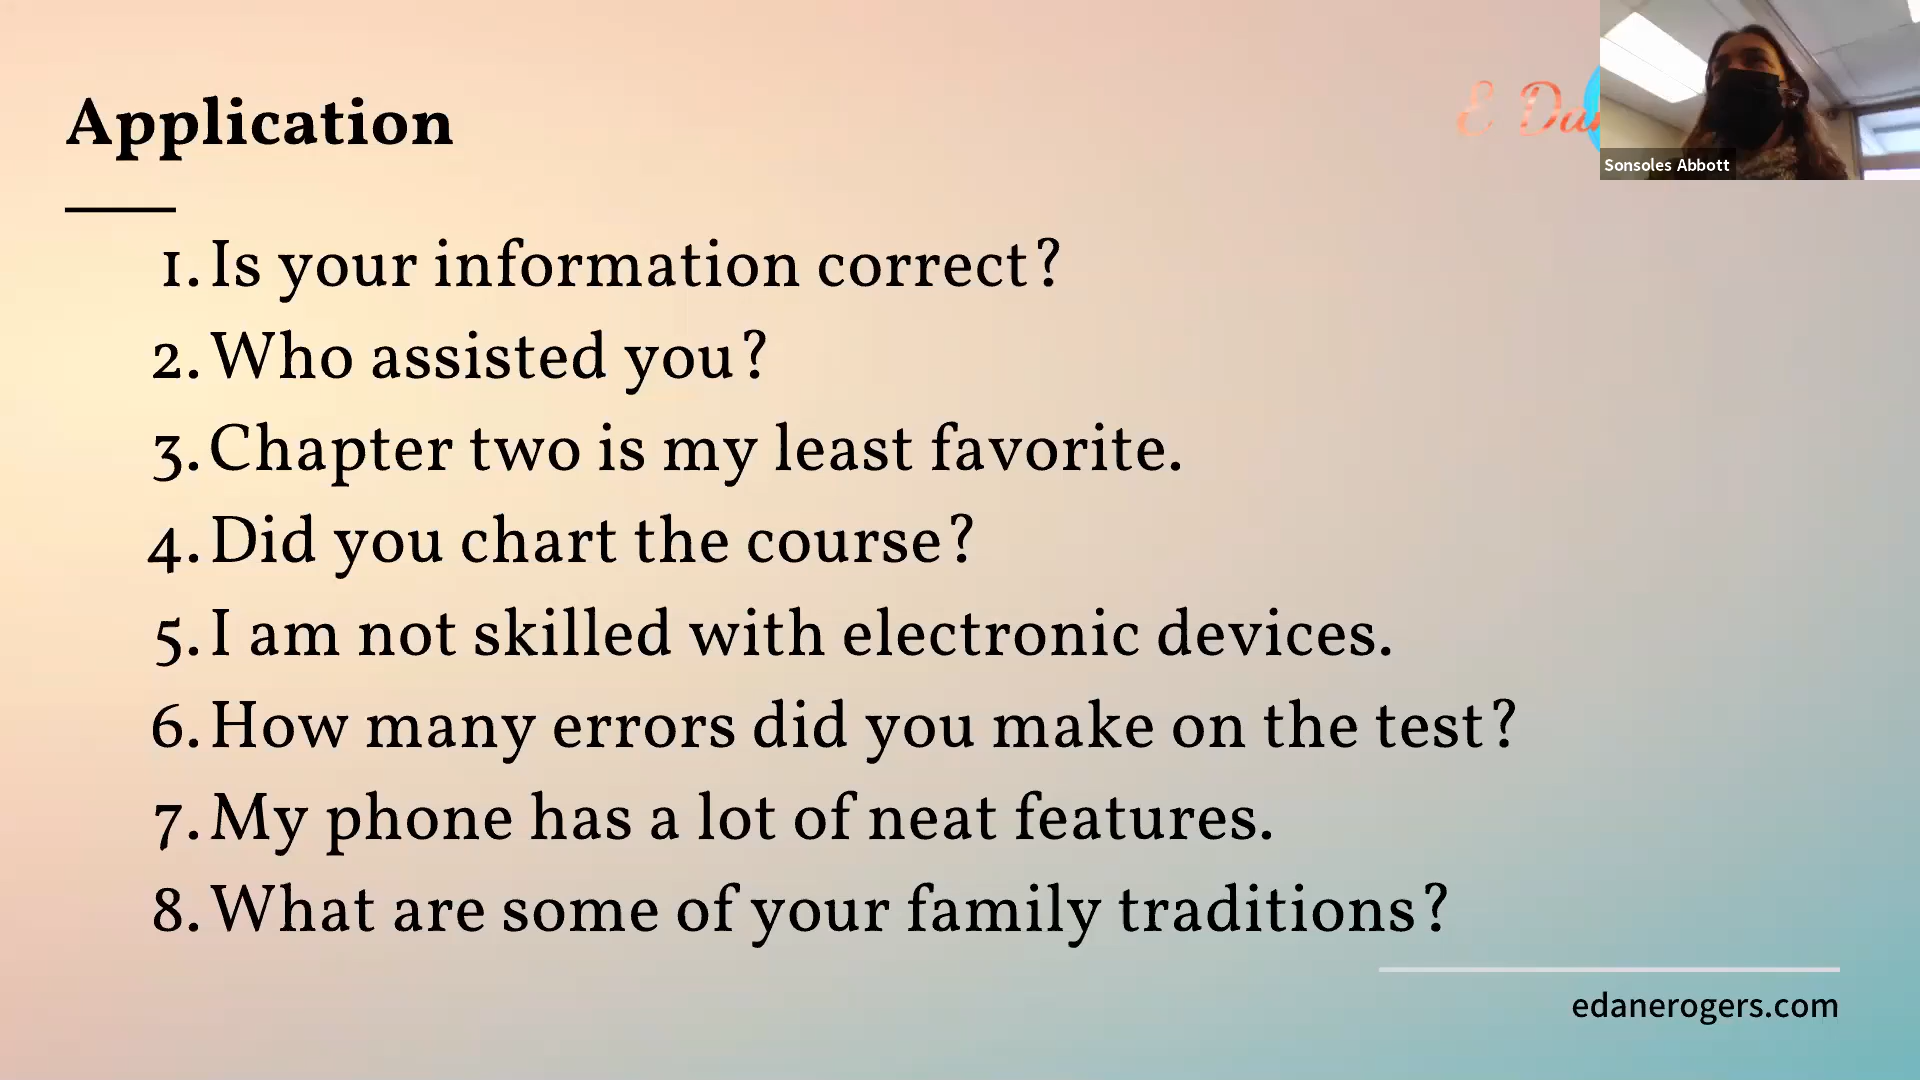 Application
E Da
Sonsoles Abbott
1. Is your information correct?
2. Who assisted you?
3. Chapter two is my least favorite.
4. Did you chart the course?
5. I am not skilled with electronic devices.
6. How many errors did you make on the test?
7. My phone has a lot of neat features.
8. What are some of your family traditions?
edanerogers.com